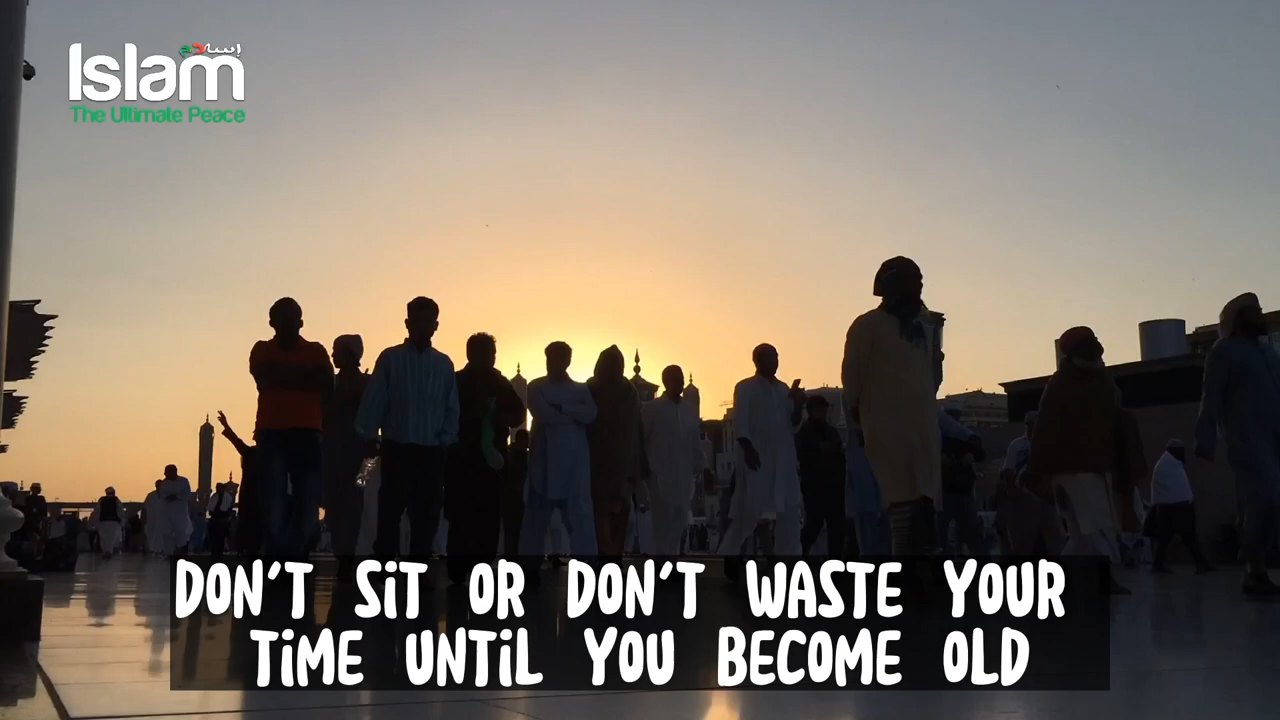 إسلام
Islam
The Ultimate Peace
DON'T SIT OR DON'T WASTE YOUR
TIME UNTIL YOU BECOME OLD